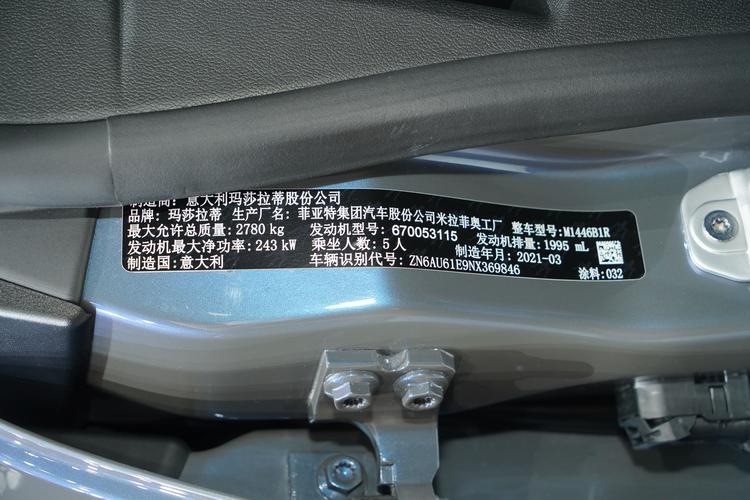 制造商: 意大利玛莎拉蒂股份公司
品牌: 玛莎拉蒂 生产厂名: 菲亚特集团汽车股份公司米拉菲奥工厂 整车型号: M1446B1R
最大允许总质量: 2780 kg 发动机型号: 670053115 发动机排量: 1995 mL
发动机最大净功率: 243 kW 乘坐人数: 5人 制造年月: 2021-03
制造国: 意大利 车辆识别代号: ZN6AU61E9NX369846 涂料: 032